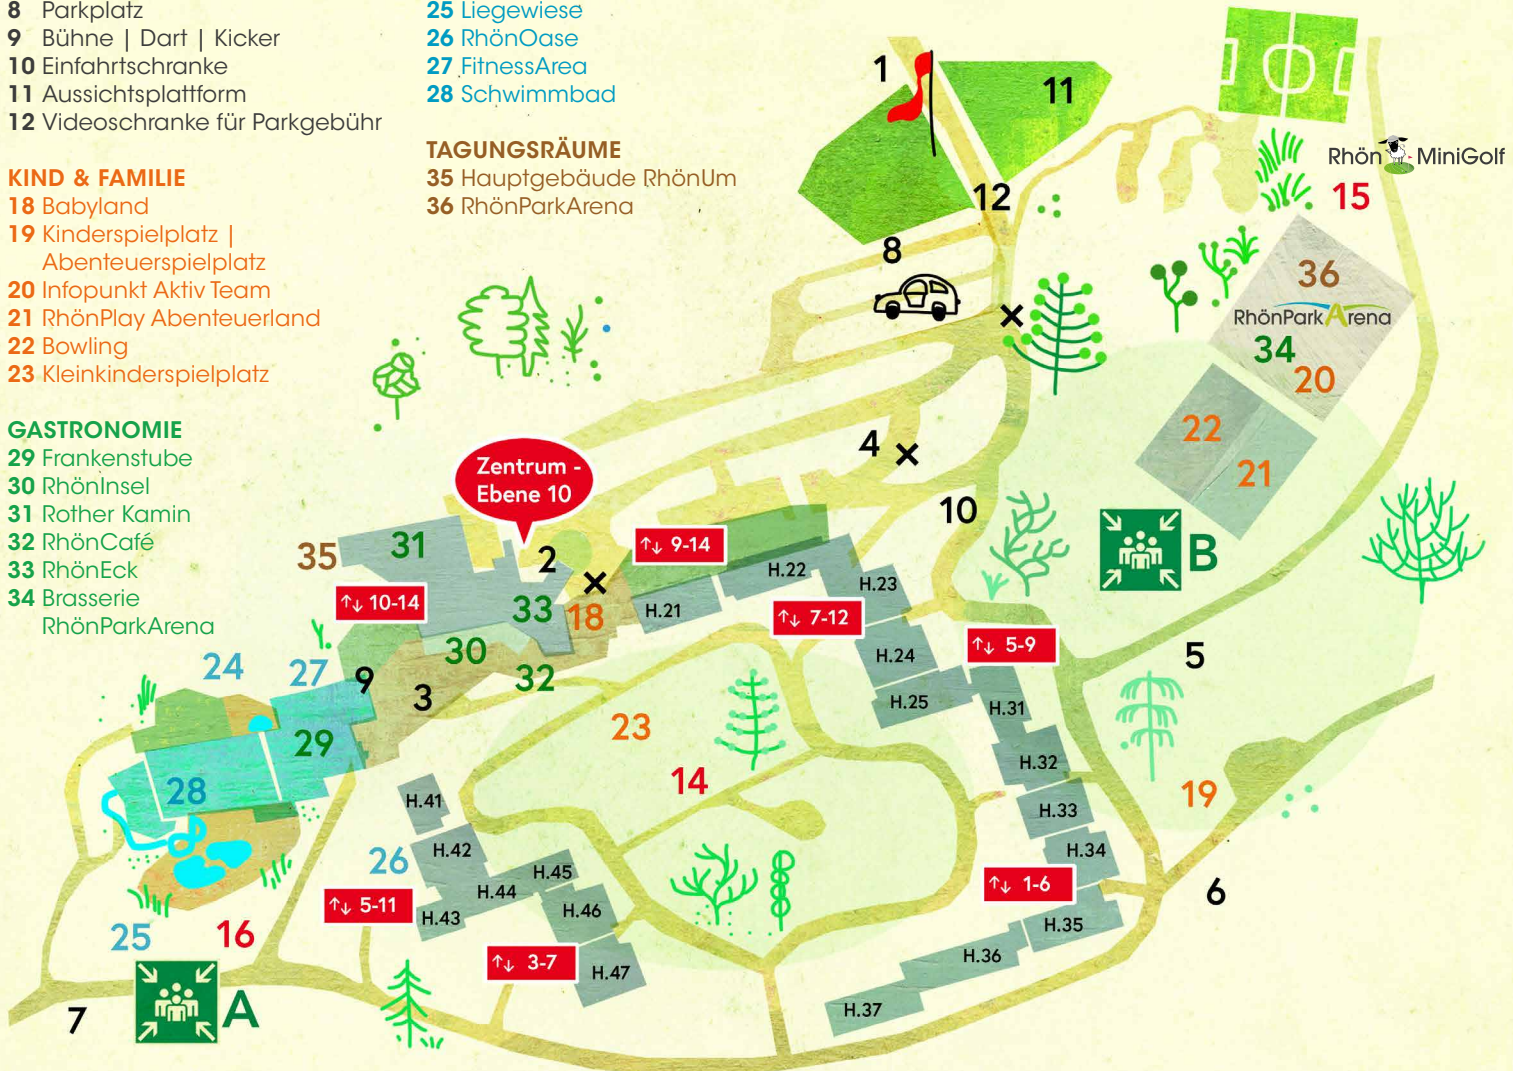 8 Parkplatz
9 Bühne | Dart | Kicker
10 Einfahrtschranke
11 Aussichtsplattform
12 Videoschranke für Parkgebühr
KIND & FAMILIE
18 Babyland
19 Kinderspielplatz |
Abenteuerspielplatz
20 Infopunkt Aktiv Team
21 RhönPlay Abenteuerland
22 Bowling
23 Kleinkinderspielplatz
GASTRONOMIE
29 Frankenstube
30 RhönInsel
31 Rother Kamin
32 RhönCafé
33 RhönEck
34 Brasserie
RhönParkArena
25 Liegewiese
26 RhönOase
27 FitnessArea
28 Schwimmbad
TAGUNGSRÄUME
35 Hauptgebäude RhönUm
36 RhönParkArena
1
11
Rhön MiniGolf
15
12
8
36
RhönParkArena
34
20
22
21
4
Zentrum -
Ebene 10
10
B
35
31
2
↑↓ 9-14
H.22
H.23
↑↓ 10-14
33
18
H.21
↑↓ 7-12
↑↓ 5-9
30
32
H.24
5
24
27
9
3
H.25
H.31
23
29
14
H.32
28
19
H.41
H.33
26
H.42
H.45
H.34
H.44
↑↓ 1-6
6
↑↓ 5-11
H.43
H.46
H.35
25
16
↑↓ 3-7
H.47
H.36
7
A
H.37